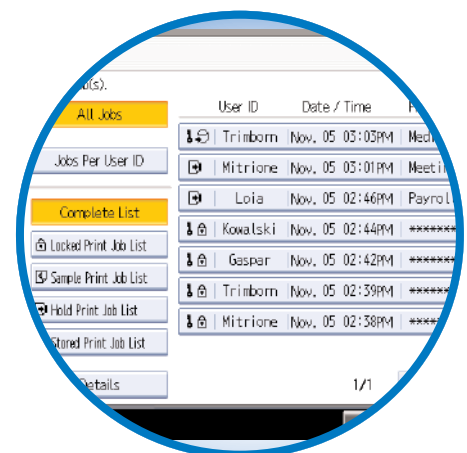 (s).
All Jobs
Jobs Per User ID
Complete List
Locked Print Job List
Sample Print Job List
Hold Print Job List
Stored Print Job List
Details
User ID Date / Time
Trimborn Nov. 05 03:03PM Med
Mitrione Nov. 05 03:01PM Meeti
Loia Nov. 05 02:46PM Payrol
Kowalski Nov. 05 02:44PM ******
Gaspar Nov. 05 02:42PM ******
Trimborn Nov. 05 02:39PM ******
Mitrione Nov. 05 02:38PM ****
1/1